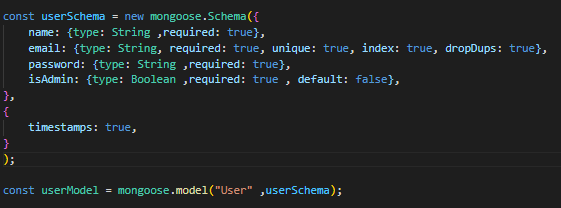 const userSchema = new mongoose.Schema({
    name: {type: String ,required: true},
    email: {type: String, required: true, unique: true, index: true, dropDups: true},
    password: {type: String ,required: true},
    isAdmin: {type: Boolean ,required: true , default: false},
},
{
    timestamps: true,
}
);
const userModel = mongoose.model("User" ,userSchema);